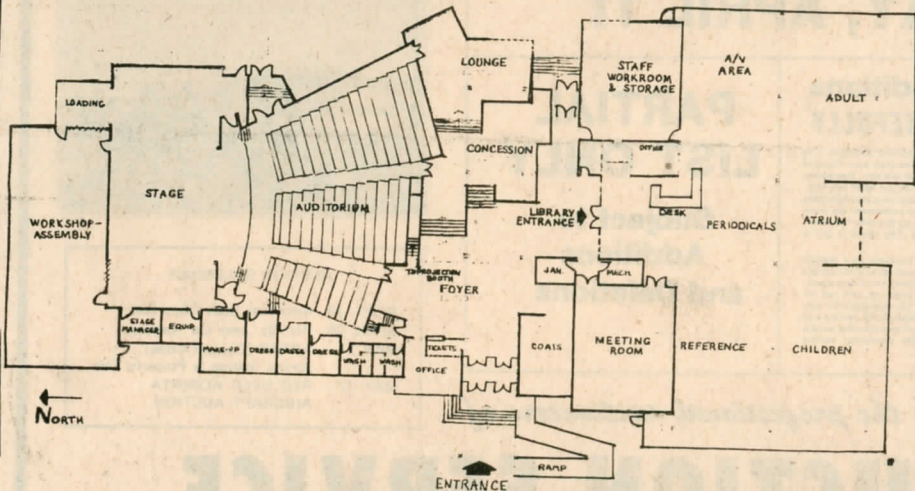 LOADING
WORKSHOP-
ASSEMBLY
STAGE
AUDITORIUM
LOUNGE
CONCESSION
STAFF
WORKROOM
& STORAGE
A/V
AREA
ADULT
OFFICE
DESK
LIBRARY
ENTRANCE
PERIODICALS
ATRIUM
TO PROJECTION
BOOTH
FOYER
JAN.
MECH.
STAGE
MANAGER
EQUIP.
MAKE-UP
DRESS
DRESS
DRESS
WASH
WASH
TICKETS
OFFICE
COATS
MEETING
ROOM
REFERENCE
CHILDREN
NORTH
RAMP
ENTRANCE